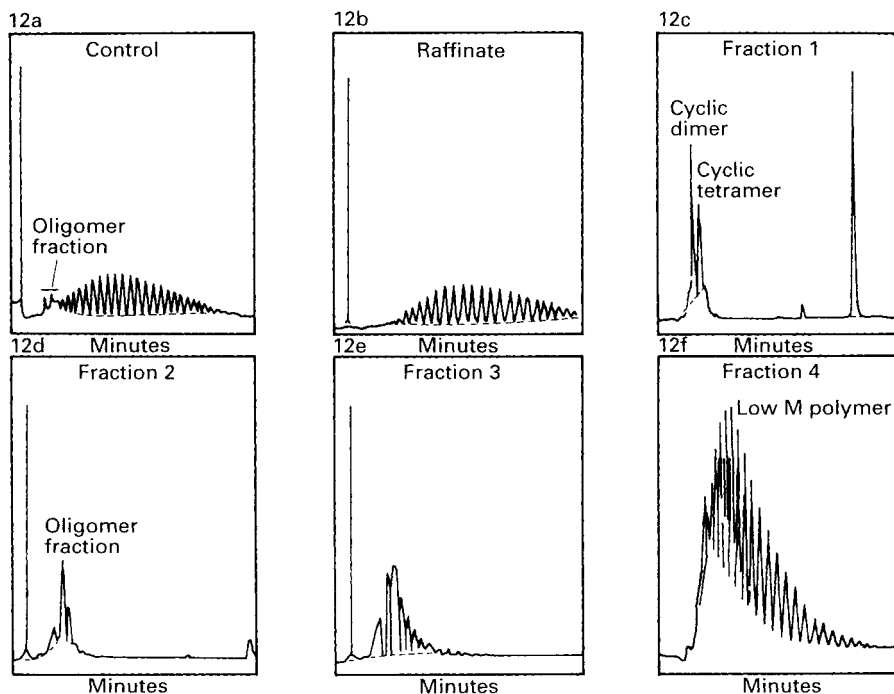 12a
Control
Oligomer
fraction
Minutes
12b
Raffinate
Minutes
12c
Fraction 1
Cyclic
dimer
Cyclic
tetramer
Minutes
12d
Fraction 2
Oligomer
fraction
Minutes
12e
Fraction 3
Minutes
12f
Fraction 4
Low M polymer
Minutes